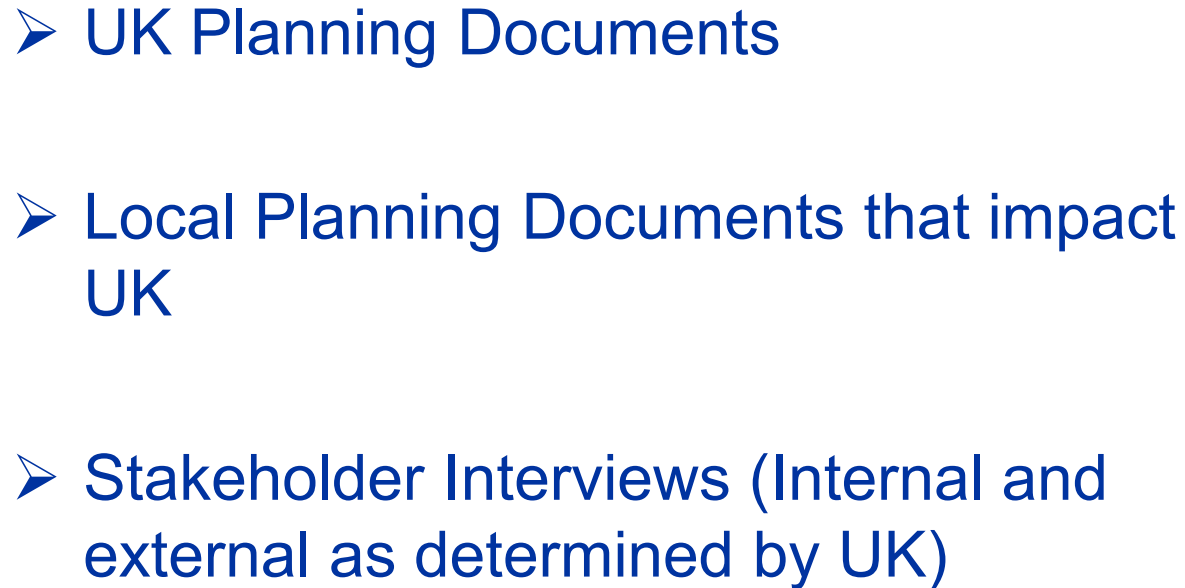 ➢ UK Planning Documents
➢ Local Planning Documents that impact
UK
➢ Stakeholder Interviews (Internal and
external as determined by UK)